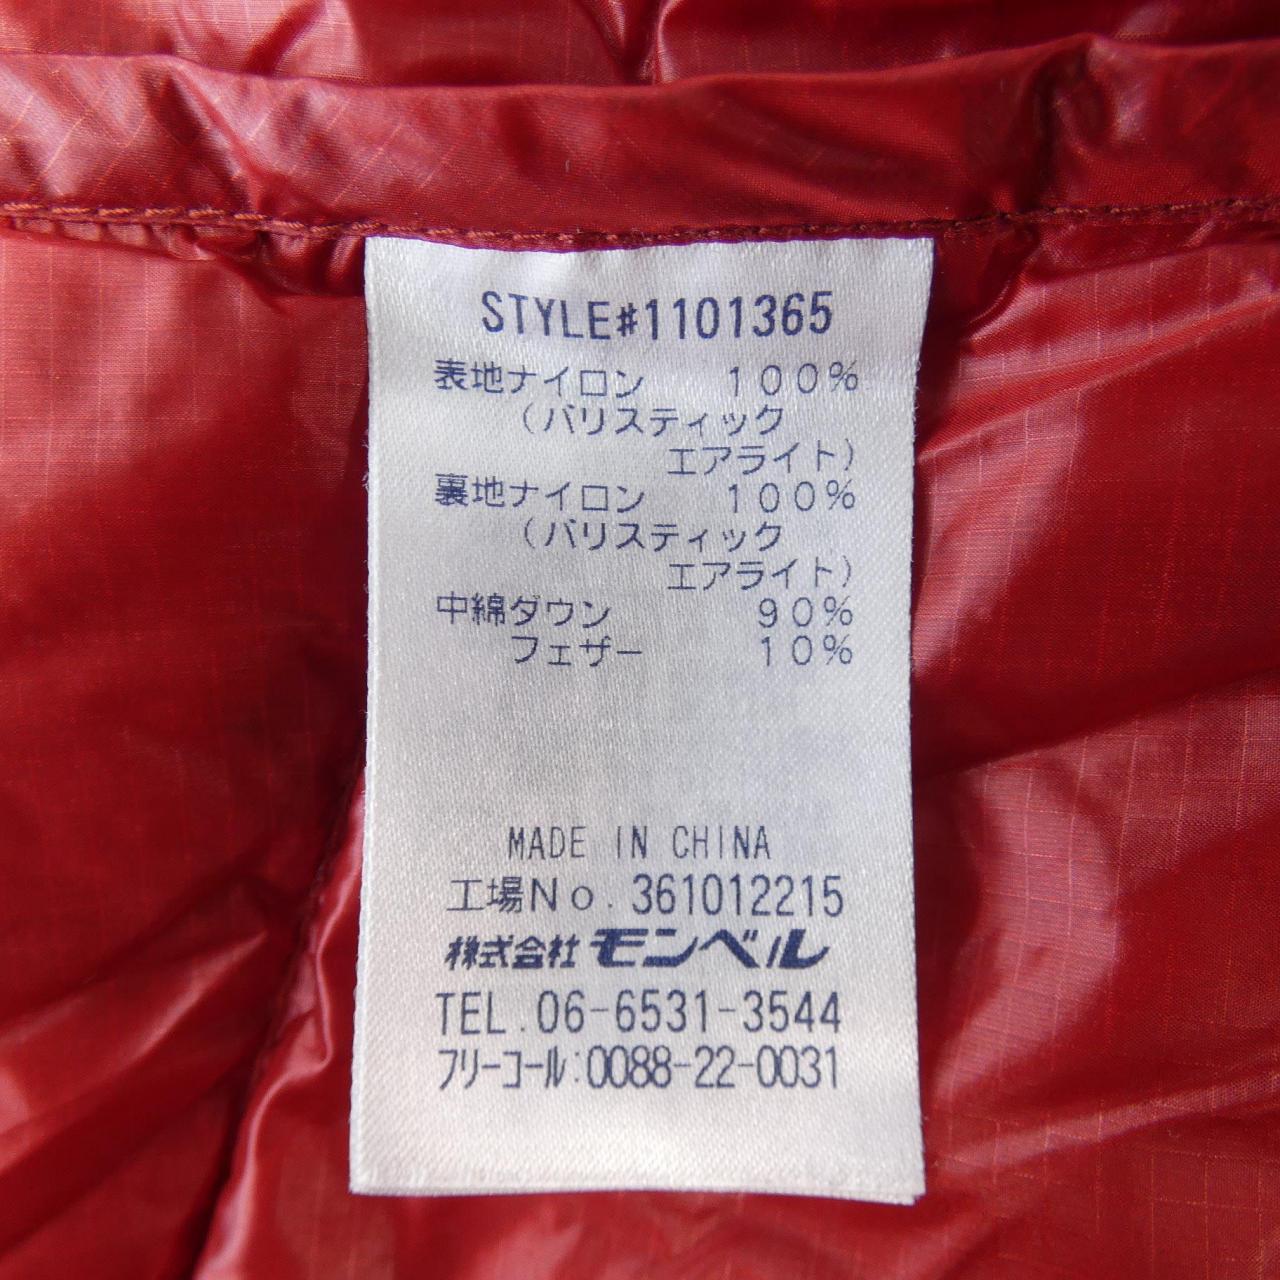 STYLE#1101365
表地ナイロン　１００％
（バリスティック
エアライト）
裏地ナイロン　１００％
（バリスティック
エアライト）
中綿ダウン　９０％
フェザー　１０％
MADE IN CHINA
工場Ｎｏ. 361012215
株式会社モンベル
TEL.06-6531-3544
フリーコール:0088-22-0031